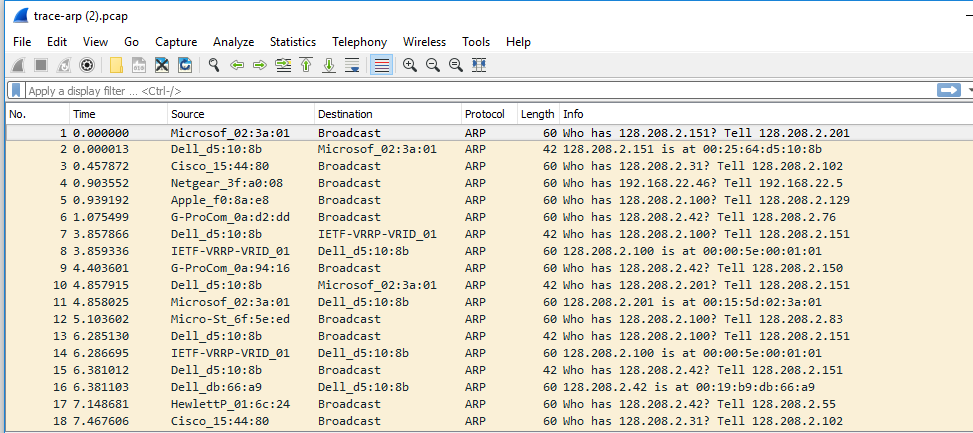 trace-arp (2).pcap
File Edit View Go Capture Analyze Statistics Telephony Wireless Tools Help
Apply a display filter ... <Ctrl-/>
No. Time Source Destination Protocol Length Info
1 0.000000 Microsof_02:3a:01 Broadcast ARP 60 Who has 128.208.2.151? Tell 128.208.2.201
2 0.000013 Dell_d5:10:8b Microsof_02:3a:01 ARP 42 128.208.2.151 is at 00:25:64:d5:10:8b
3 0.457872 Cisco_15:44:80 Broadcast ARP 60 Who has 128.208.2.31? Tell 128.208.2.102
4 0.903552 Netgear_3f:a0:08 Broadcast ARP 60 Who has 192.168.22.46? Tell 192.168.22.5
5 0.939192 Apple_f0:8a:e8 Broadcast ARP 60 Who has 128.208.2.100? Tell 128.208.2.129
6 1.075499 G-ProCom_0a:d2:dd Broadcast ARP 60 Who has 128.208.2.42? Tell 128.208.2.76
7 3.857866 Dell_d5:10:8b IETF-VRRP-VRID_01 ARP 42 Who has 128.208.2.100? Tell 128.208.2.151
8 3.859336 IETF-VRRP-VRID_01 Dell_d5:10:8b ARP 60 128.208.2.100 is at 00:00:5e:00:01:01
9 4.403601 G-ProCom_0a:94:16 Broadcast ARP 60 Who has 128.208.2.42? Tell 128.208.2.150
10 4.857915 Dell_d5:10:8b Microsof_02:3a:01 ARP 42 Who has 128.208.2.201? Tell 128.208.2.151
11 4.858025 Microsof_02:3a:01 Dell_d5:10:8b ARP 60 128.208.2.201 is at 00:15:5d:02:3a:01
12 5.103602 Micro-St_6f:5e:ed Broadcast ARP 60 Who has 128.208.2.100? Tell 128.208.2.83
13 6.285130 Dell_d5:10:8b Broadcast ARP 42 Who has 128.208.2.100? Tell 128.208.2.151
14 6.286695 IETF-VRRP-VRID_01 Dell_d5:10:8b ARP 60 128.208.2.100 is at 00:00:5e:00:01:01
15 6.381012 Dell_d5:10:8b Broadcast ARP 42 Who has 128.208.2.42? Tell 128.208.2.151
16 6.381103 Dell_db:66:a9 Dell_d5:10:8b ARP 60 128.208.2.42 is at 00:19:b9:db:66:a9
17 7.148681 HewlettP_01:6c:24 Broadcast ARP 60 Who has 128.208.2.42? Tell 128.208.2.55
18 7.467606 Cisco_15:44:80 Broadcast ARP 60 Who has 128.208.2.31? Tell 128.208.2.102